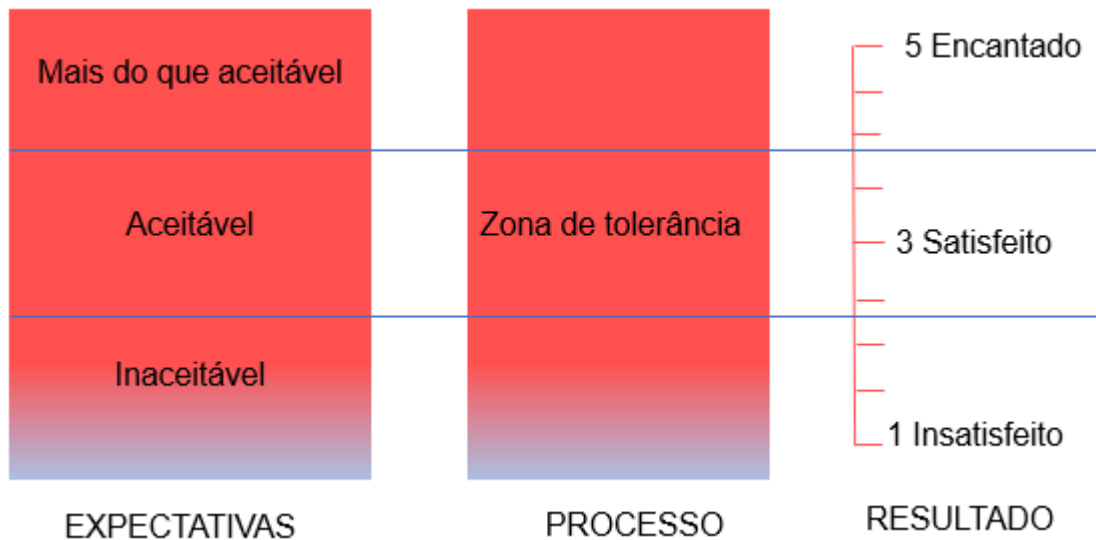 Mais do que aceitável
5 Encantado
Aceitável
Zona de tolerância
3 Satisfeito
Inaceitável
1 Insatisfeito
EXPECTATIVAS
PROCESSO
RESULTADO